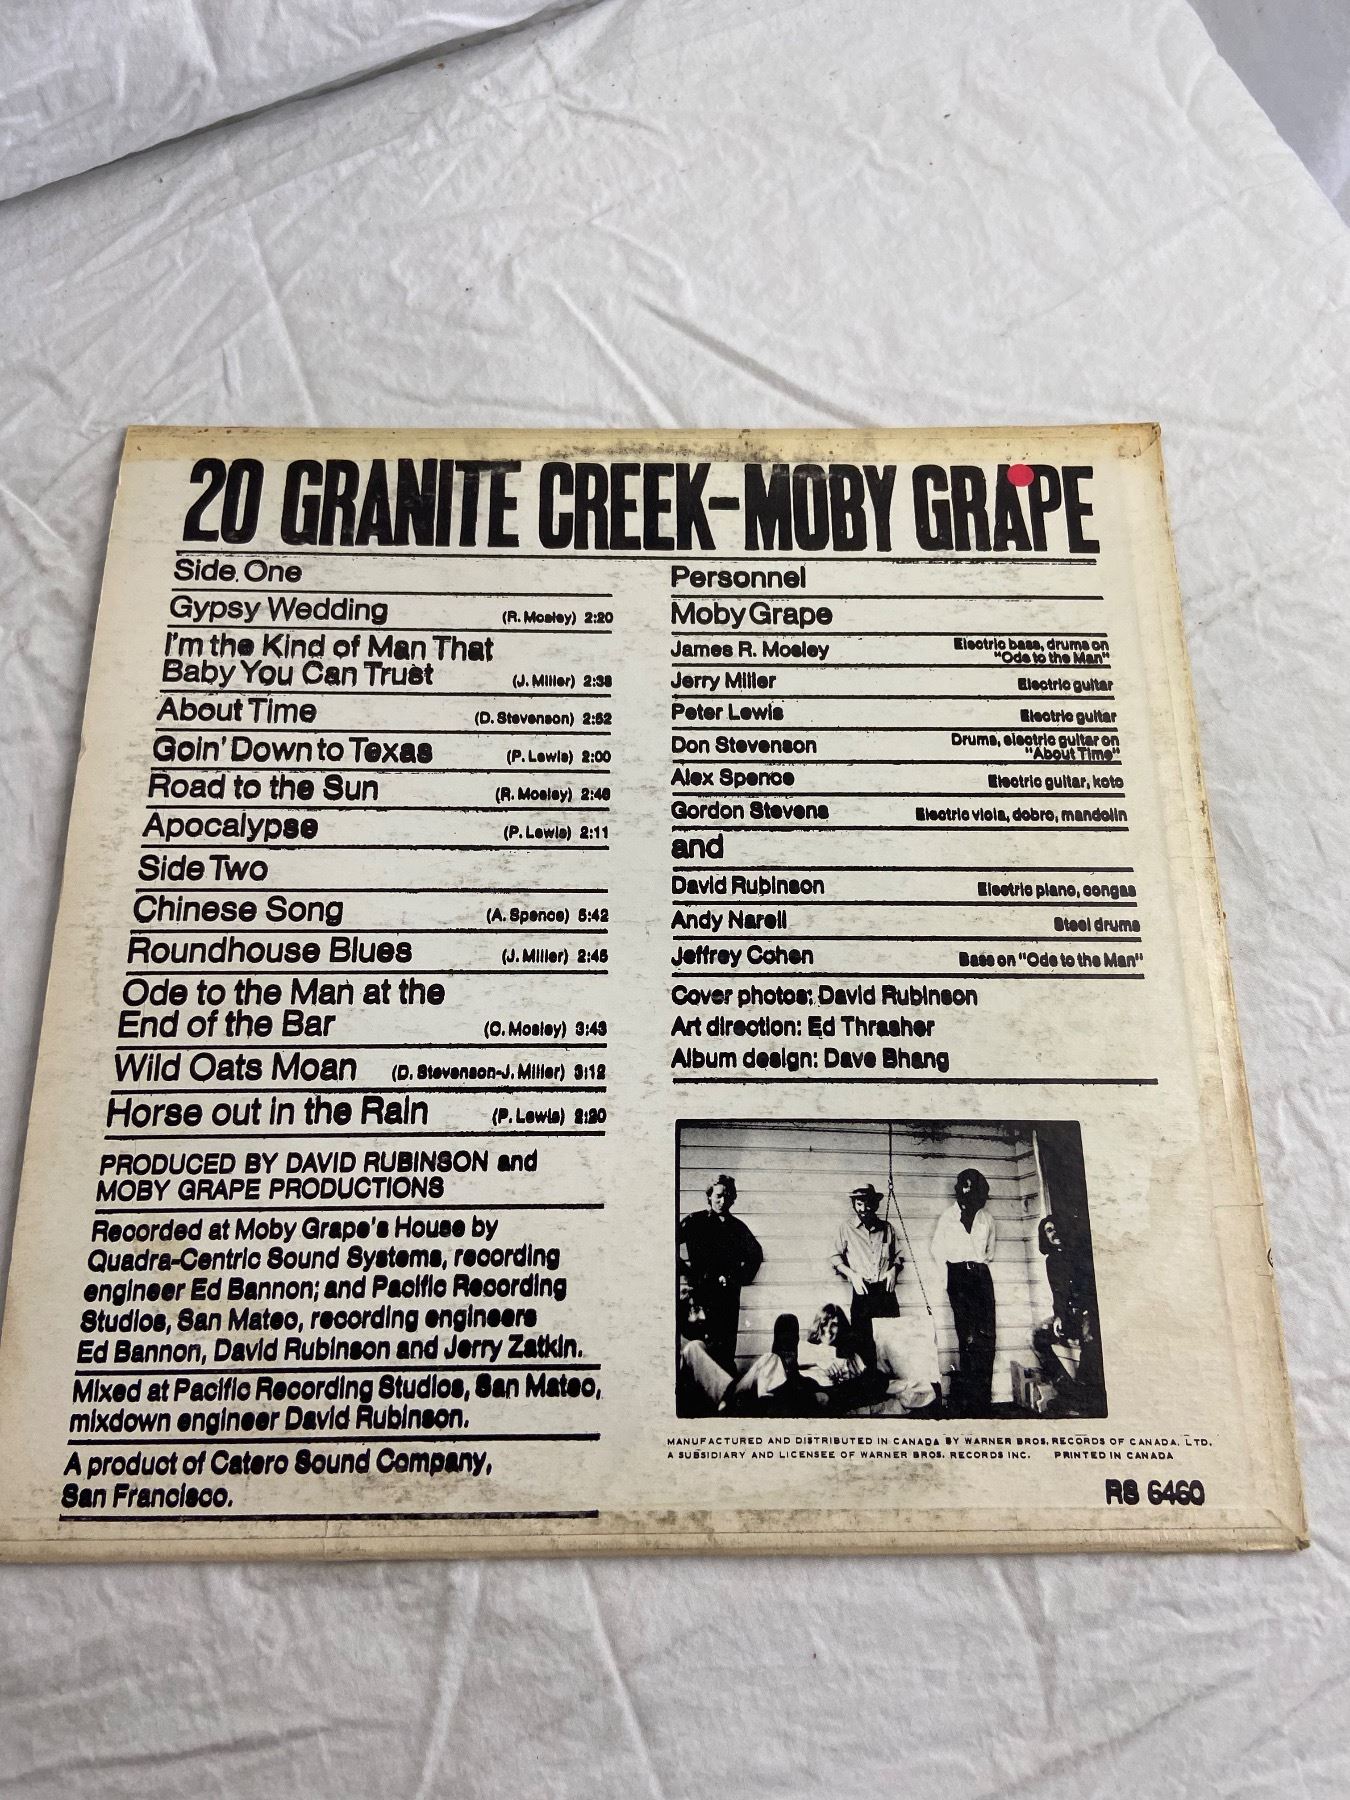 20 GRANITE CREEK-MOBY GRAPE
Side One
Gypsy Wedding (R. Mosley) 2:20
I'm the Kind of Man That
Baby You Can Trust (J. Miller) 2:38
About Time (D. Stevenson) 2:52
Goin' Down to Texas (P. Lewis) 2:00
Road to the Sun (R. Mosley) 2:46
Apocalypse (P. Lewis) 2:11
Side Two
Chinese Song (A. Spence) 5:42
Roundhouse Blues (J. Miller) 2:45
Ode to the Man at the
End of the Bar (C. Mosley) 3:43
Wild Oats Moan (D. Stevenson-J. Miller) 3:12
Horse out in the Rain (P. Lewis) 2:20
PRODUCED BY DAVID RUBINSON and
MOBY GRAPE PRODUCTIONS
Recorded at Moby Grape's House by
Quadra-Centric Sound Systems, recording
engineer Ed Bannon; and Pacific Recording
Studios, San Mateo, recording engineers
Ed Bannon, David Rubinson and Jerry Zatkin.
Mixed at Pacific Recording Studios, San Mateo,
mixdown engineer David Rubinson.
A product of Catero Sound Company,
San Francisco.
Personnel
Moby Grape
James R. Mosley Electric bass, drums on
"Ode to the Man"
Jerry Miller Electric guitar
Peter Lewis Electric guitar
Don Stevenson Drums, electric guitar on
"About Time"
Alex Spence Electric guitar, koto
Gordon Stevens Electric viola, dobro, mandolin
and
David Rubinson Electric piano, congas
Andy Narell Steel drums
Jeffrey Cohen Bass on "Ode to the Man"
Cover photos: David Rubinson
Art direction: Ed Thrasher
Album design: Dave Bhang
MANUFACTURED AND DISTRIBUTED IN CANADA BY WARNER BROS. RECORDS OF CANADA, LTD.
A SUBSIDIARY AND LICENSEE OF WARNER BROS. RECORDS INC. PRINTED IN CANADA
RS 6460